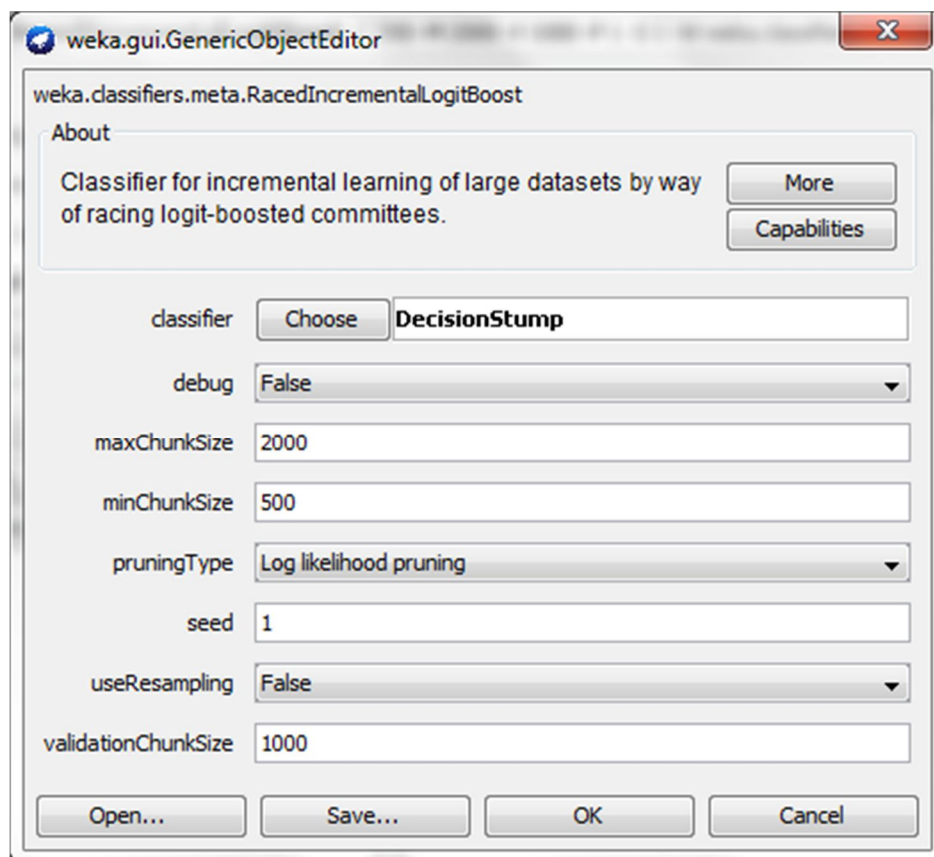 weka.gui.GenericObjectEditor
weka.classifiers.meta.RacedIncrementalLogitBoost
About
Classifier for incremental learning of large datasets by way
of racing logit-boosted committees.
More
Capabilities
classifier Choose DecisionStump
debug False
maxChunkSize 2000
minChunkSize 500
pruningType Log likelihood pruning
seed 1
useResampling False
validationChunkSize 1000
Open... Save... OK Cancel